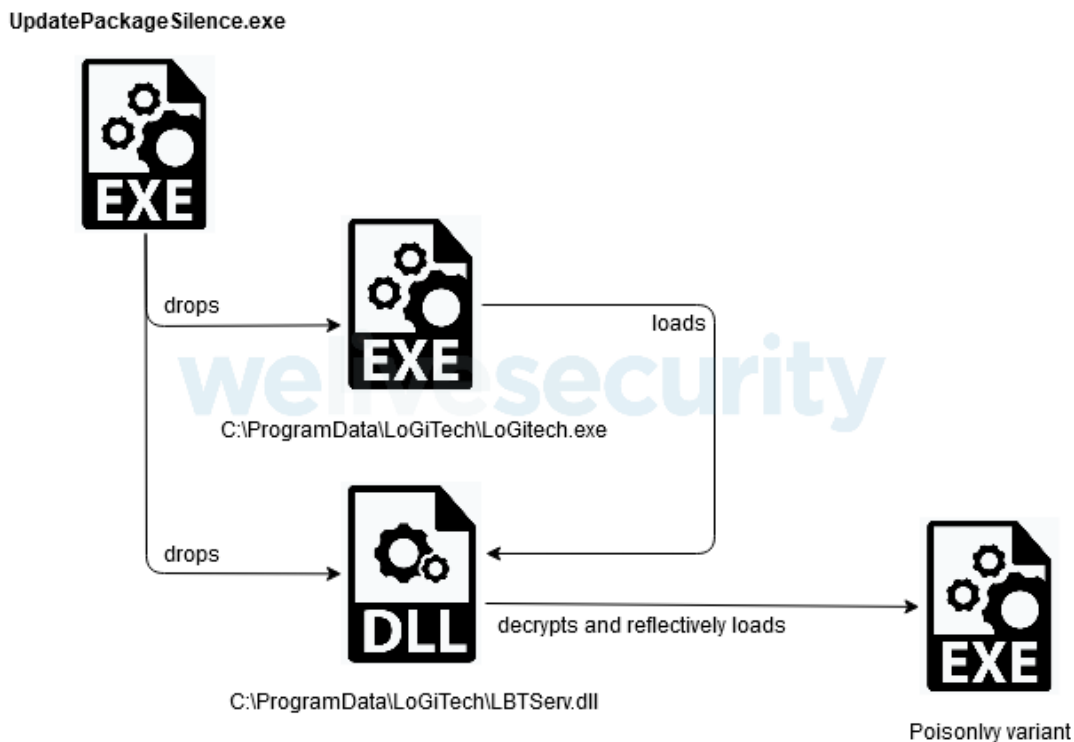 UpdatePackageSilence.exe
EXE
drops
EXE
loads
welivesecurity
C:\ProgramData\LoGiTech\LoGitech.exe
drops
DLL
decrypts and reflectively loads
EXE
C:\ProgramData\LoGiTech\LBTServ.dll
PoisonIvy variant